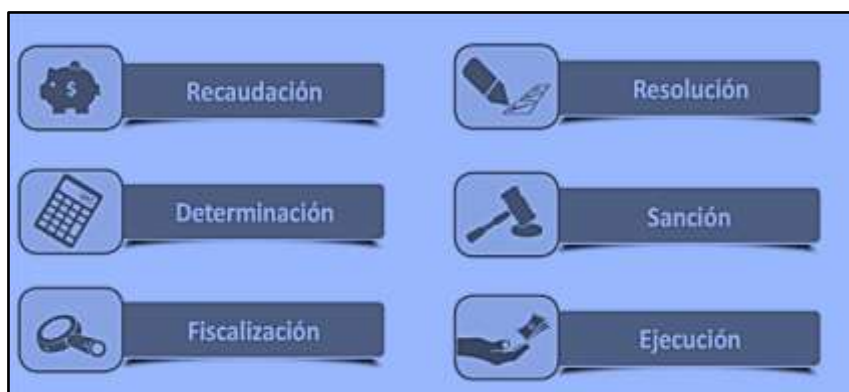 Recaudación
Determinación
Fiscalización
Resolución
Sanción
Ejecución